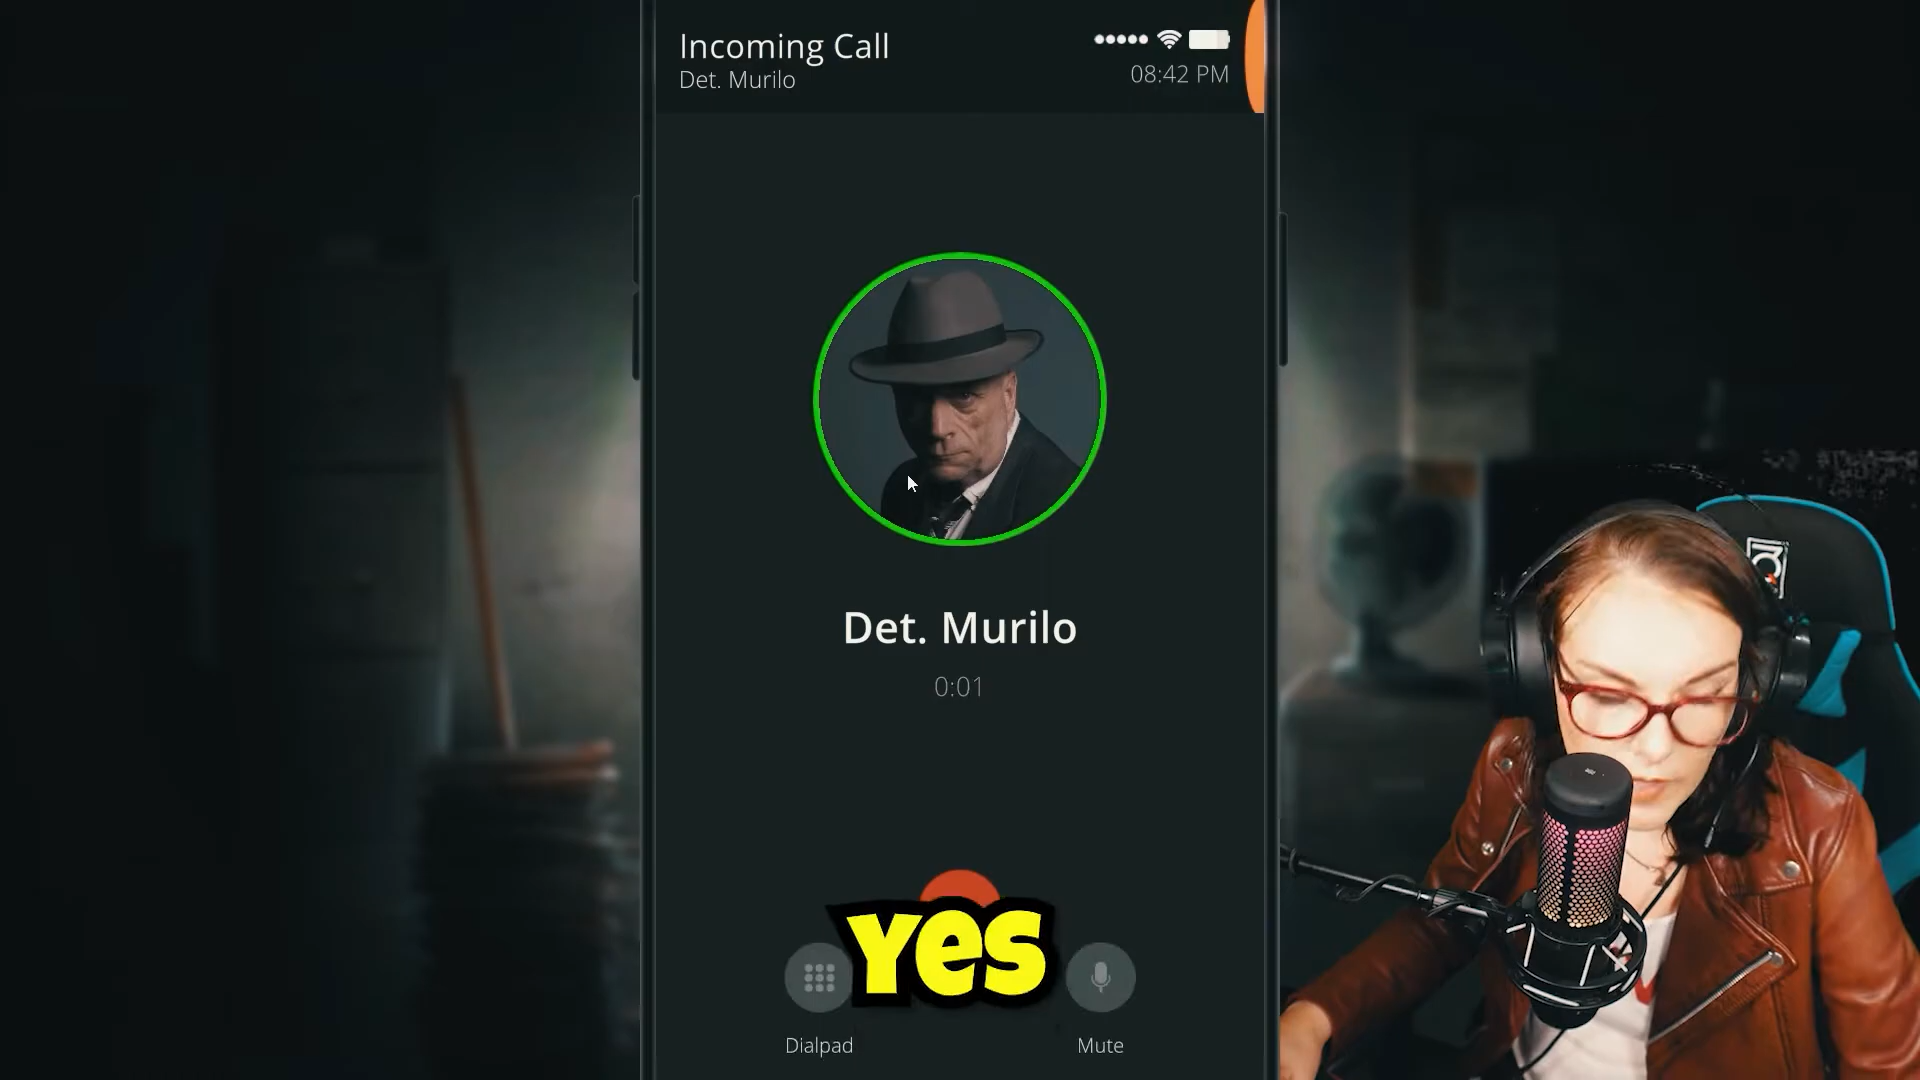 Incoming Call
08:42 PM
Det. Murilo
Det. Murilo
0:01
Yes
Dialpad
Mute